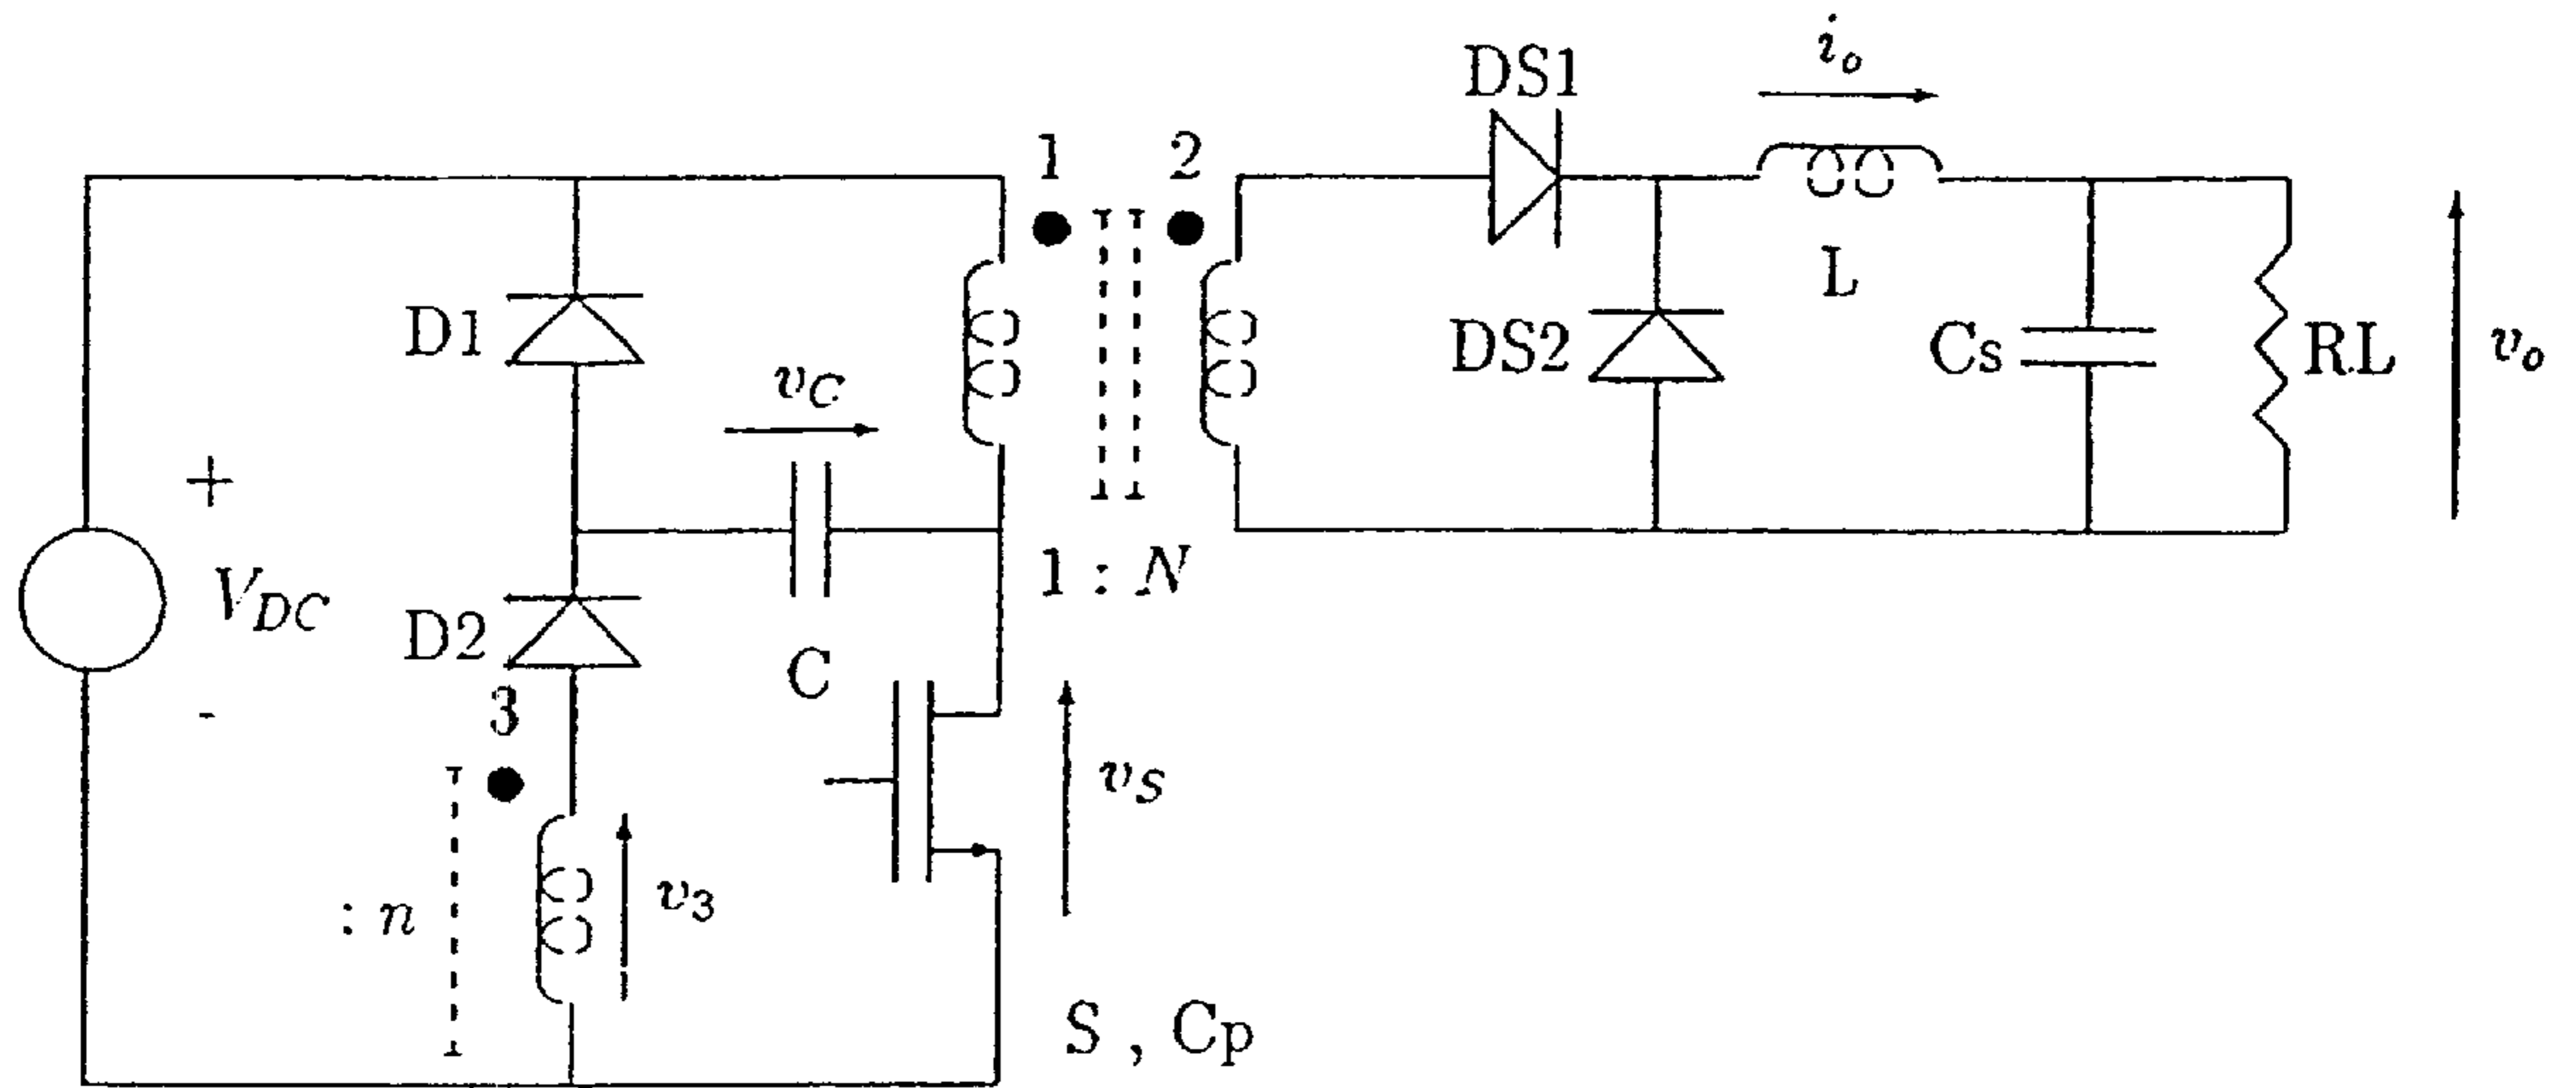 DS1
i_o
1
2
D1
L
v_C
DS2
Cs
RL
v_o
+
V_DC
1 : N
D2
C
3
-
v_S
: n
v_3
S , Cp